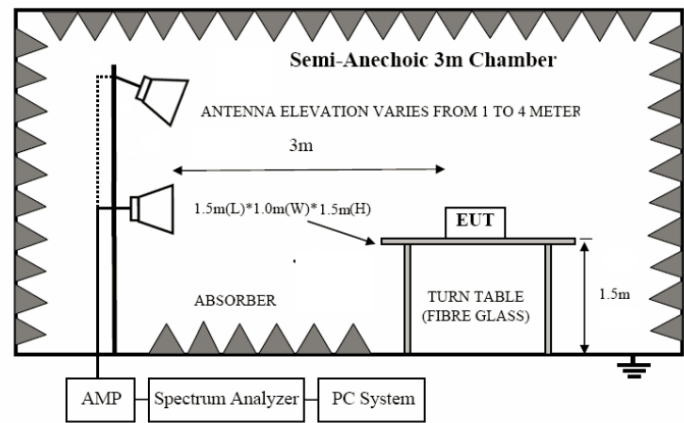 Semi-Anechoic 3m Chamber
ANTENNA ELEVATION VARIES FROM 1 TO 4 METER
3m
1.5m(L)*1.0m(W)*1.5m(H)
EUT
ABSORBER
TURN TABLE
(FIBRE GLASS)
1.5m
AMP
Spectrum Analyzer
PC System